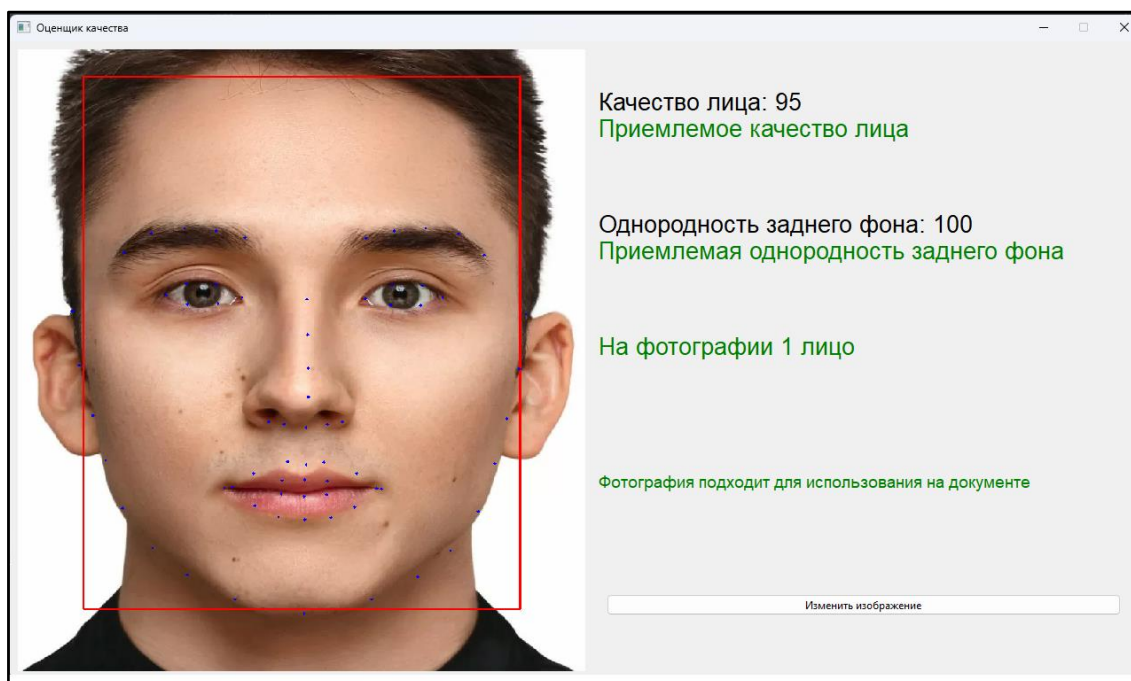 Оценщик качества
Качество лица: 95
Приемлемое качество лица
Однородность заднего фона: 100
Приемлемая однородность заднего фона
На фотографии 1 лицо
Фотография подходит для использования на документе
Изменить изображение